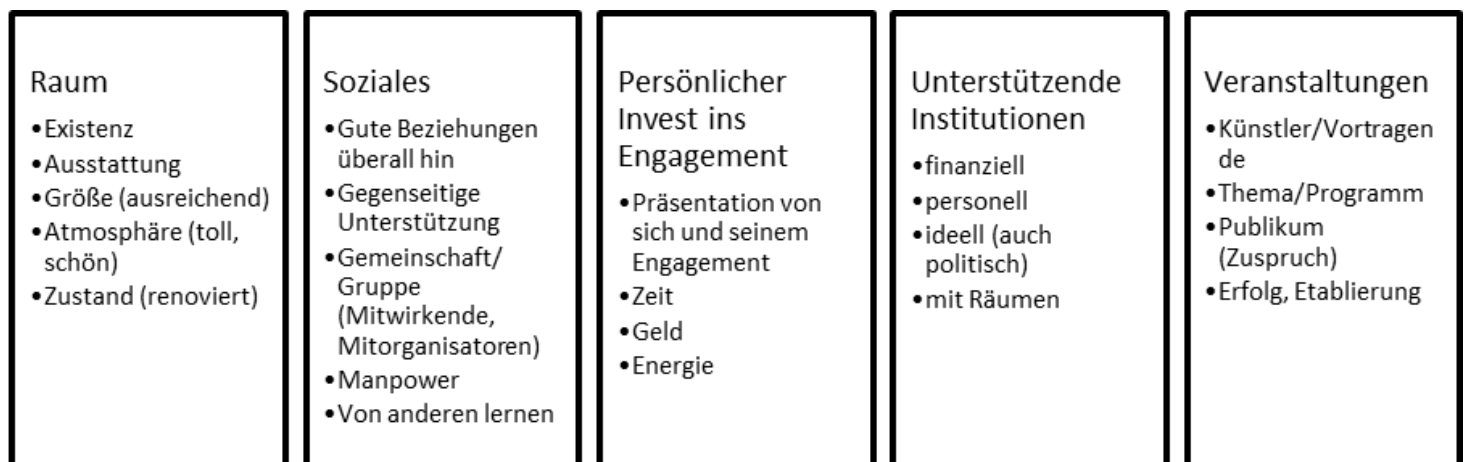 Raum
•Existenz
•Ausstattung
•Größe (ausreichend)
•Atmosphäre (toll,
schön)
•Zustand (renoviert)
Soziales
•Gute Beziehungen
überall hin
•Gegenseitige
Unterstützung
•Gemeinschaft/
Gruppe
(Mitwirkende,
Mitorganisatoren)
•Manpower
•Von anderen lernen
Persönlicher
Invest ins
Engagement
•Präsentation von
sich und seinem
Engagement
•Zeit
•Geld
•Energie
Unterstützende
Institutionen
•finanziell
•personell
•ideell (auch
politisch)
•mit Räumen
Veranstaltungen
•Künstler/Vortragen
de
•Thema/Programm
•Publikum
(Zuspruch)
•Erfolg, Etablierung